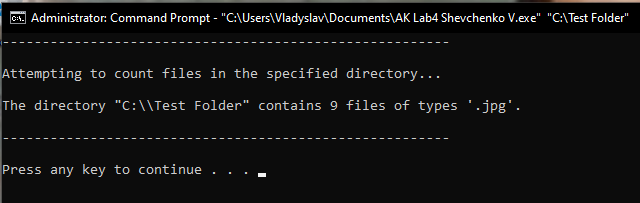 Administrator: Command Prompt - "C:\Users\Vladyslav\Documents\AK Lab4 Shevchenko V.exe" "C:\Test Folder"
--------------------------------------------------------
Attempting to count files in the specified directory...
The directory "C:\\Test Folder" contains 9 files of types '.jpg'.
--------------------------------------------------------
Press any key to continue . . .